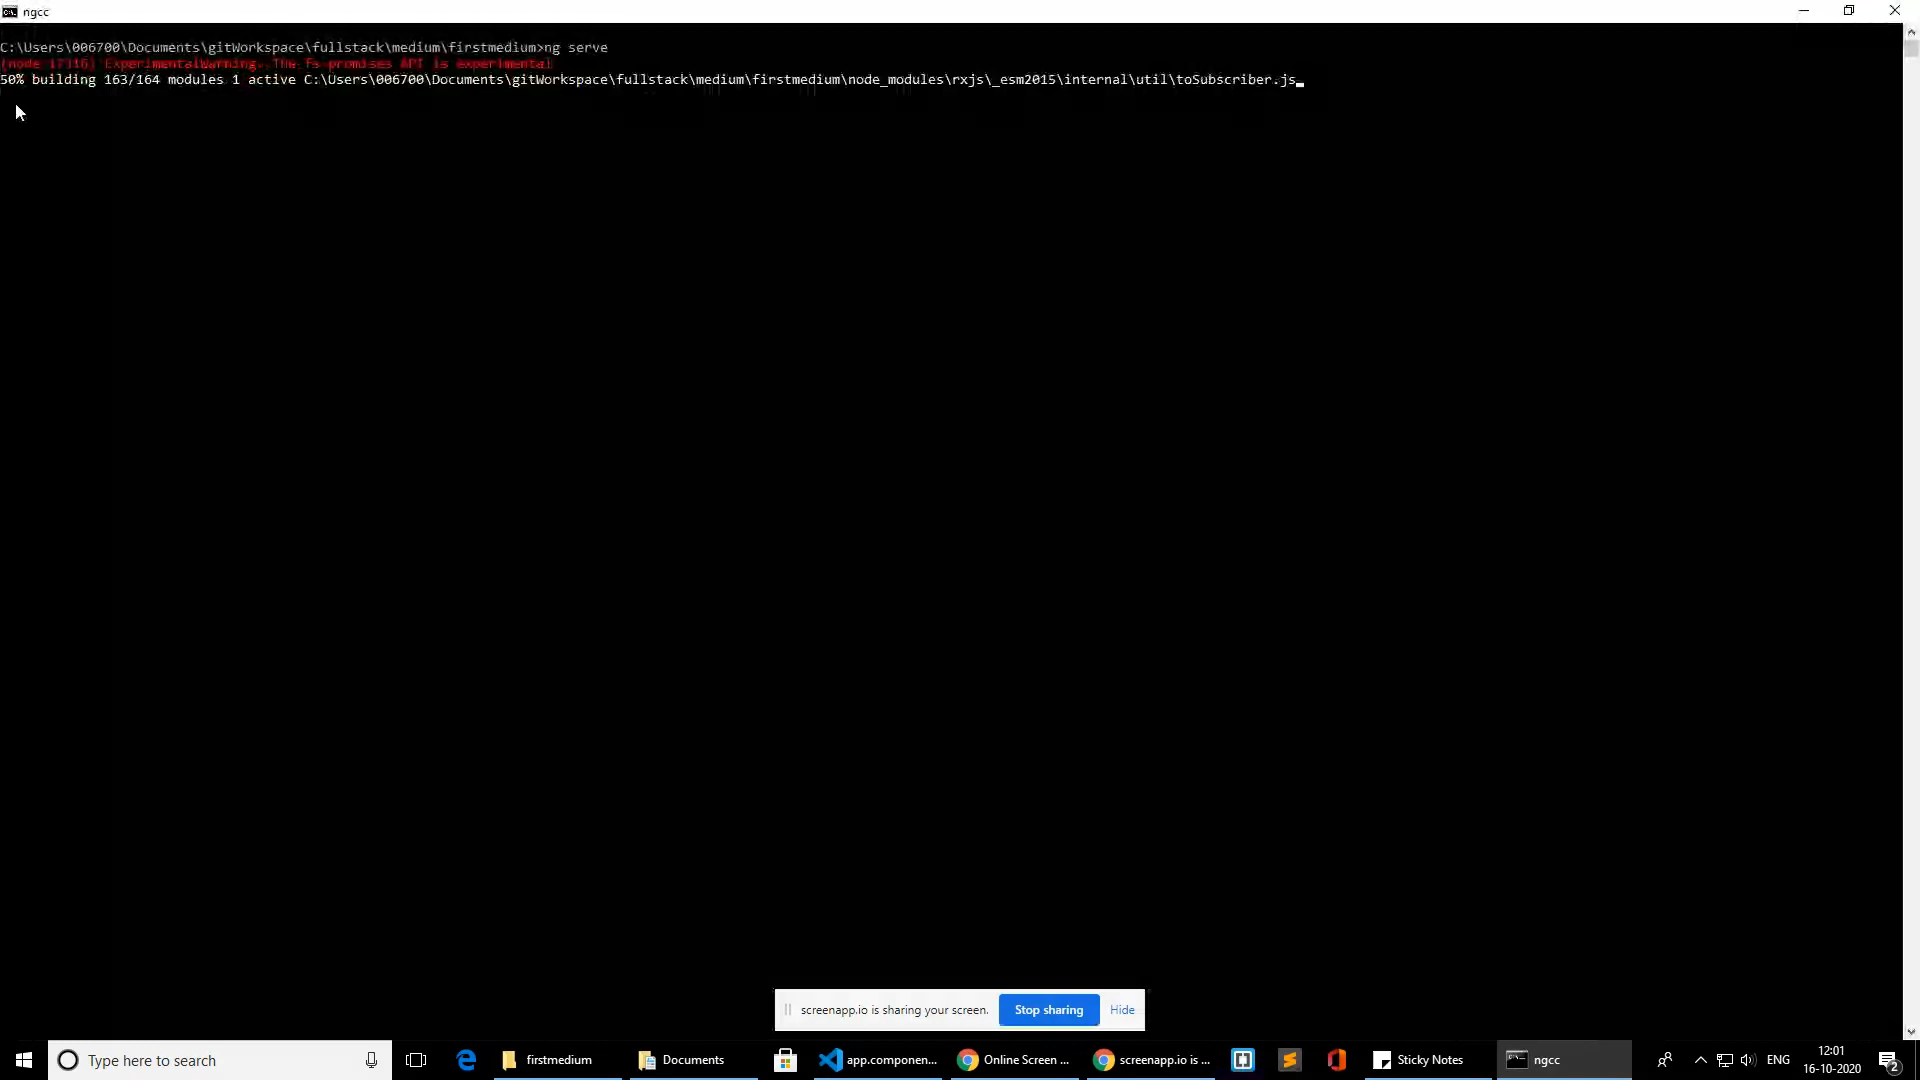 ngcc
C:\Users\006700\Documents\gitWorkspace\fullstack\medium\firstmedium>ng serve
(node:17316) ExperimentalWarning: The fs.promises API is experimental
50% building 163/164 modules 1 active C:\Users\006700\Documents\gitWorkspace\fullstack\medium\firstmedium\node_modules\rxjs\_esm2015\internal\util\toSubscriber.js
screenapp.io is sharing your screen.
Stop sharing
Hide
Type here to search
firstmedium
Documents
app.componen...
Online Screen ...
screenapp.io is ...
Sticky Notes
ngcc
ENG
12:01
16-10-2020
2